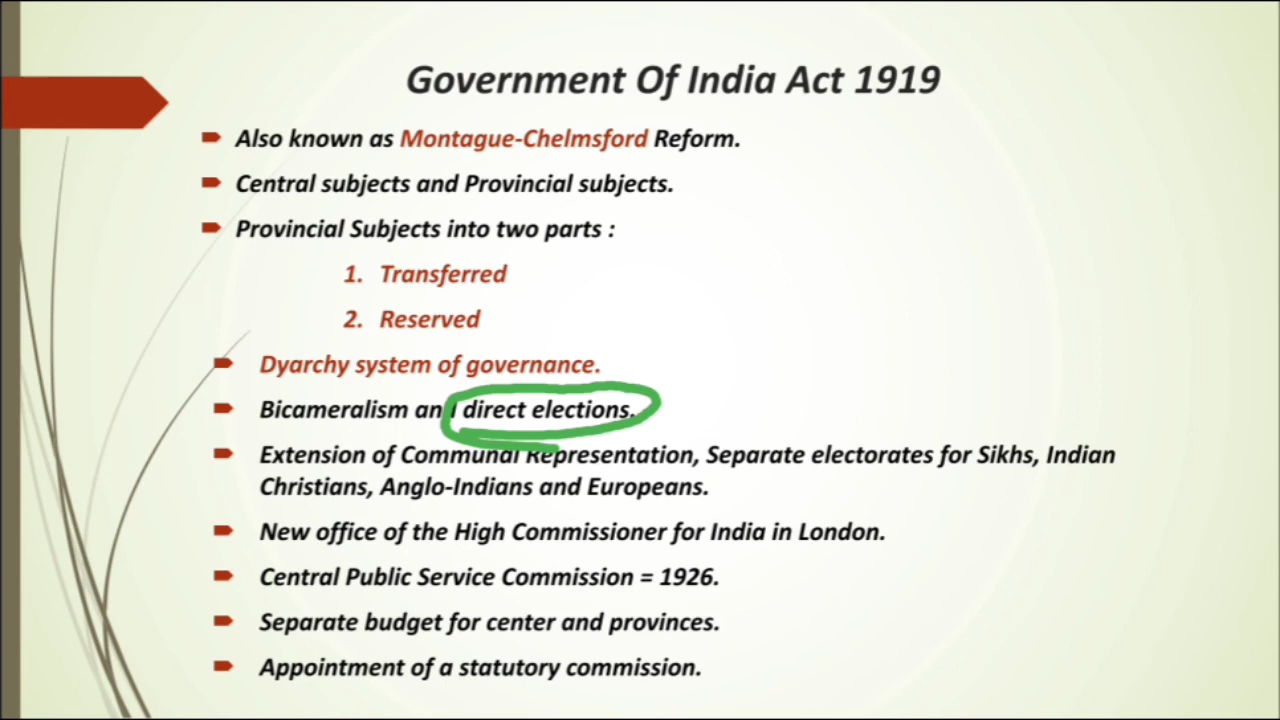 Government Of India Act 1919
Also known as Montague-Chelmsford Reform.
Central subjects and Provincial subjects.
Provincial Subjects into two parts :
1. Transferred
2. Reserved
Dyarchy system of governance.
Bicameralism and direct elections.
Extension of Communal Representation, Separate electorates for Sikhs, Indian
Christians, Anglo-Indians and Europeans.
New office of the High Commissioner for India in London.
Central Public Service Commission = 1926.
Separate budget for center and provinces.
Appointment of a statutory commission.